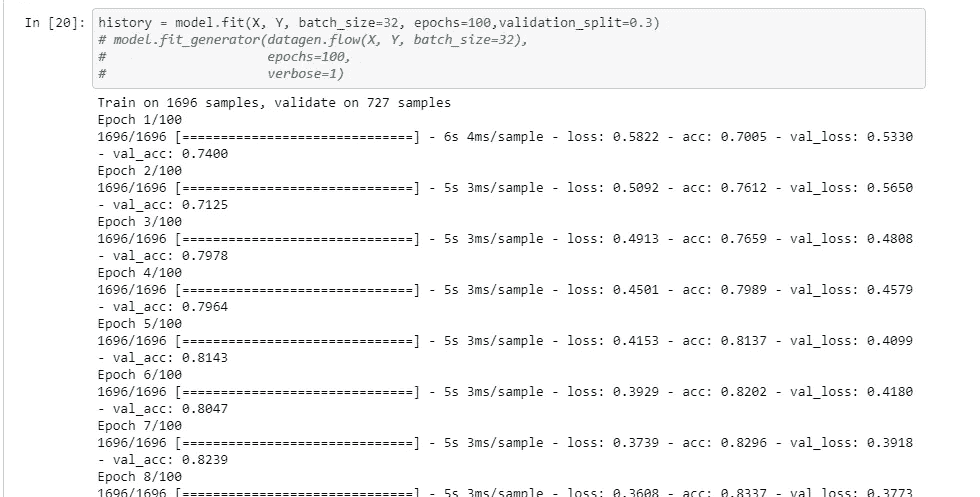 In [20]: history = model.fit(X, Y, batch_size=32, epochs=100,validation_split=0.3)
# model.fit_generator(datagen.flow(X, Y, batch_size=32),
#                     epochs=100,
#                     verbose=1)
Train on 1696 samples, validate on 727 samples
Epoch 1/100
1696/1696 [==============================] - 6s 4ms/sample - loss: 0.5822 - acc: 0.7005 - val_loss: 0.5330
- val_acc: 0.7400
Epoch 2/100
1696/1696 [==============================] - 5s 3ms/sample - loss: 0.5092 - acc: 0.7612 - val_loss: 0.5650
- val_acc: 0.7125
Epoch 3/100
1696/1696 [==============================] - 5s 3ms/sample - loss: 0.4913 - acc: 0.7659 - val_loss: 0.4808
- val_acc: 0.7978
Epoch 4/100
1696/1696 [==============================] - 5s 3ms/sample - loss: 0.4501 - acc: 0.7989 - val_loss: 0.4579
- val_acc: 0.7964
Epoch 5/100
1696/1696 [==============================] - 5s 3ms/sample - loss: 0.4153 - acc: 0.8137 - val_loss: 0.4099
- val_acc: 0.8143
Epoch 6/100
1696/1696 [==============================] - 5s 3ms/sample - loss: 0.3929 - acc: 0.8202 - val_loss: 0.4180
- val_acc: 0.8047
Epoch 7/100
1696/1696 [==============================] - 5s 3ms/sample - loss: 0.3739 - acc: 0.8296 - val_loss: 0.3918
- val_acc: 0.8239
Epoch 8/100
1696/1696 [==============================] - 5s 3ms/sample - loss: 0.3608 - acc: 0.8337 - val_loss: 0.3773